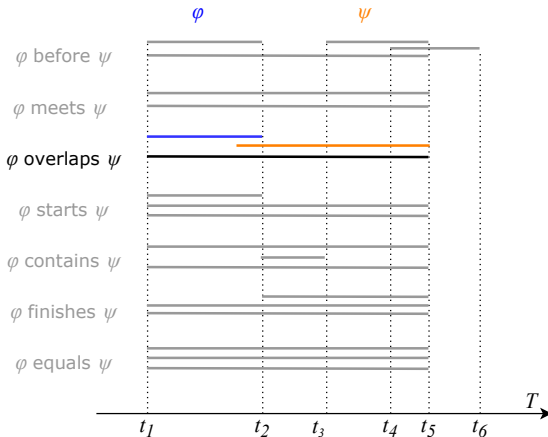 φ ψ
φ before ψ
φ meets ψ
φ overlaps ψ
φ starts ψ
φ contains ψ
φ finishes ψ
φ equals ψ
T
t1 t2 t3 t4 t5 t6